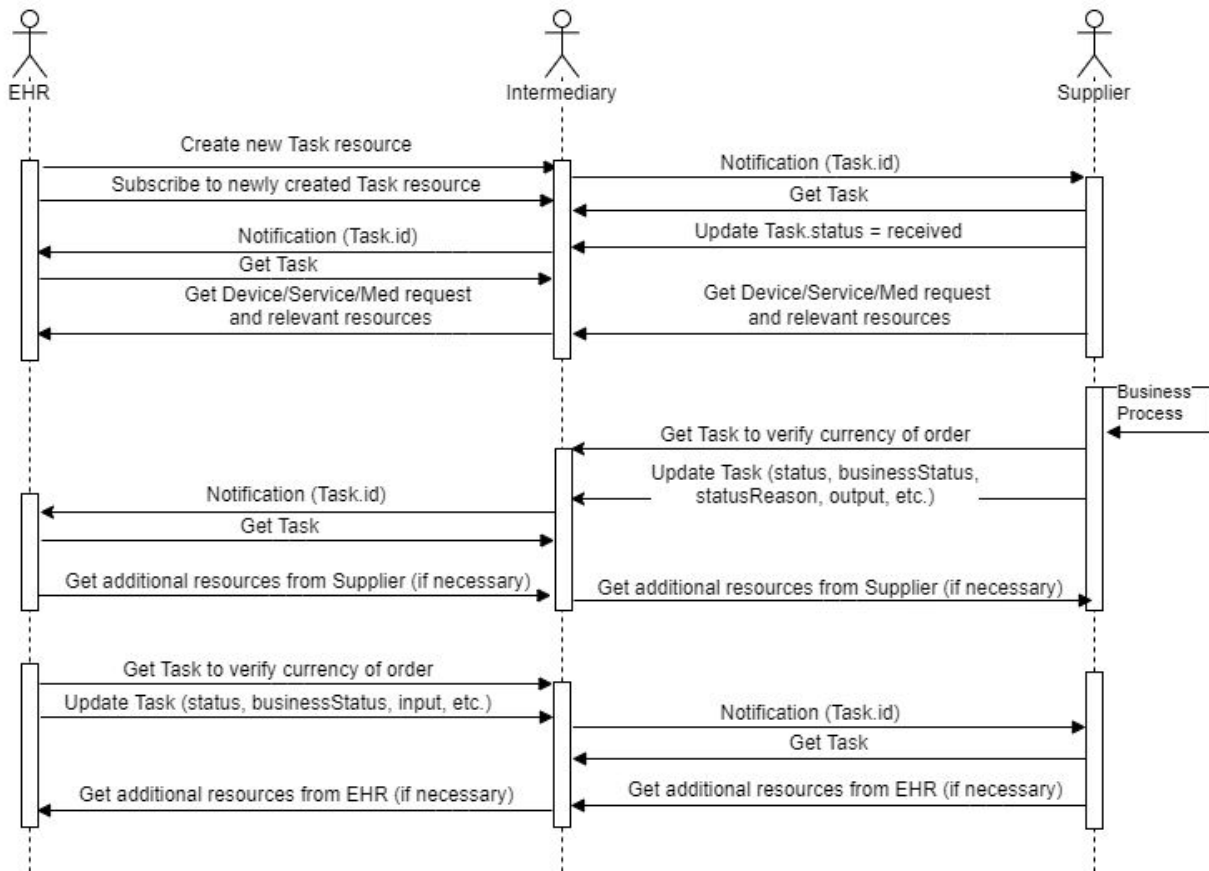 EHR
Intermediary
Supplier
Create new Task resource
Notification (Task.id)
Subscribe to newly created Task resource
Get Task
Notification (Task.id)
Update Task.status = received
Get Task
Get Device/Service/Med request
and relevant resources
Get Device/Service/Med request
and relevant resources
Business
Process
Get Task to verify currency of order
Update Task (status, businessStatus,
statusReason, output, etc.)
Notification (Task.id)
Get Task
Get additional resources from Supplier (if necessary)
Get additional resources from Supplier (if necessary)
Get Task to verify currency of order
Update Task (status, businessStatus, input, etc.)
Notification (Task.id)
Get Task
Get additional resources from EHR (if necessary)
Get additional resources from EHR (if necessary)